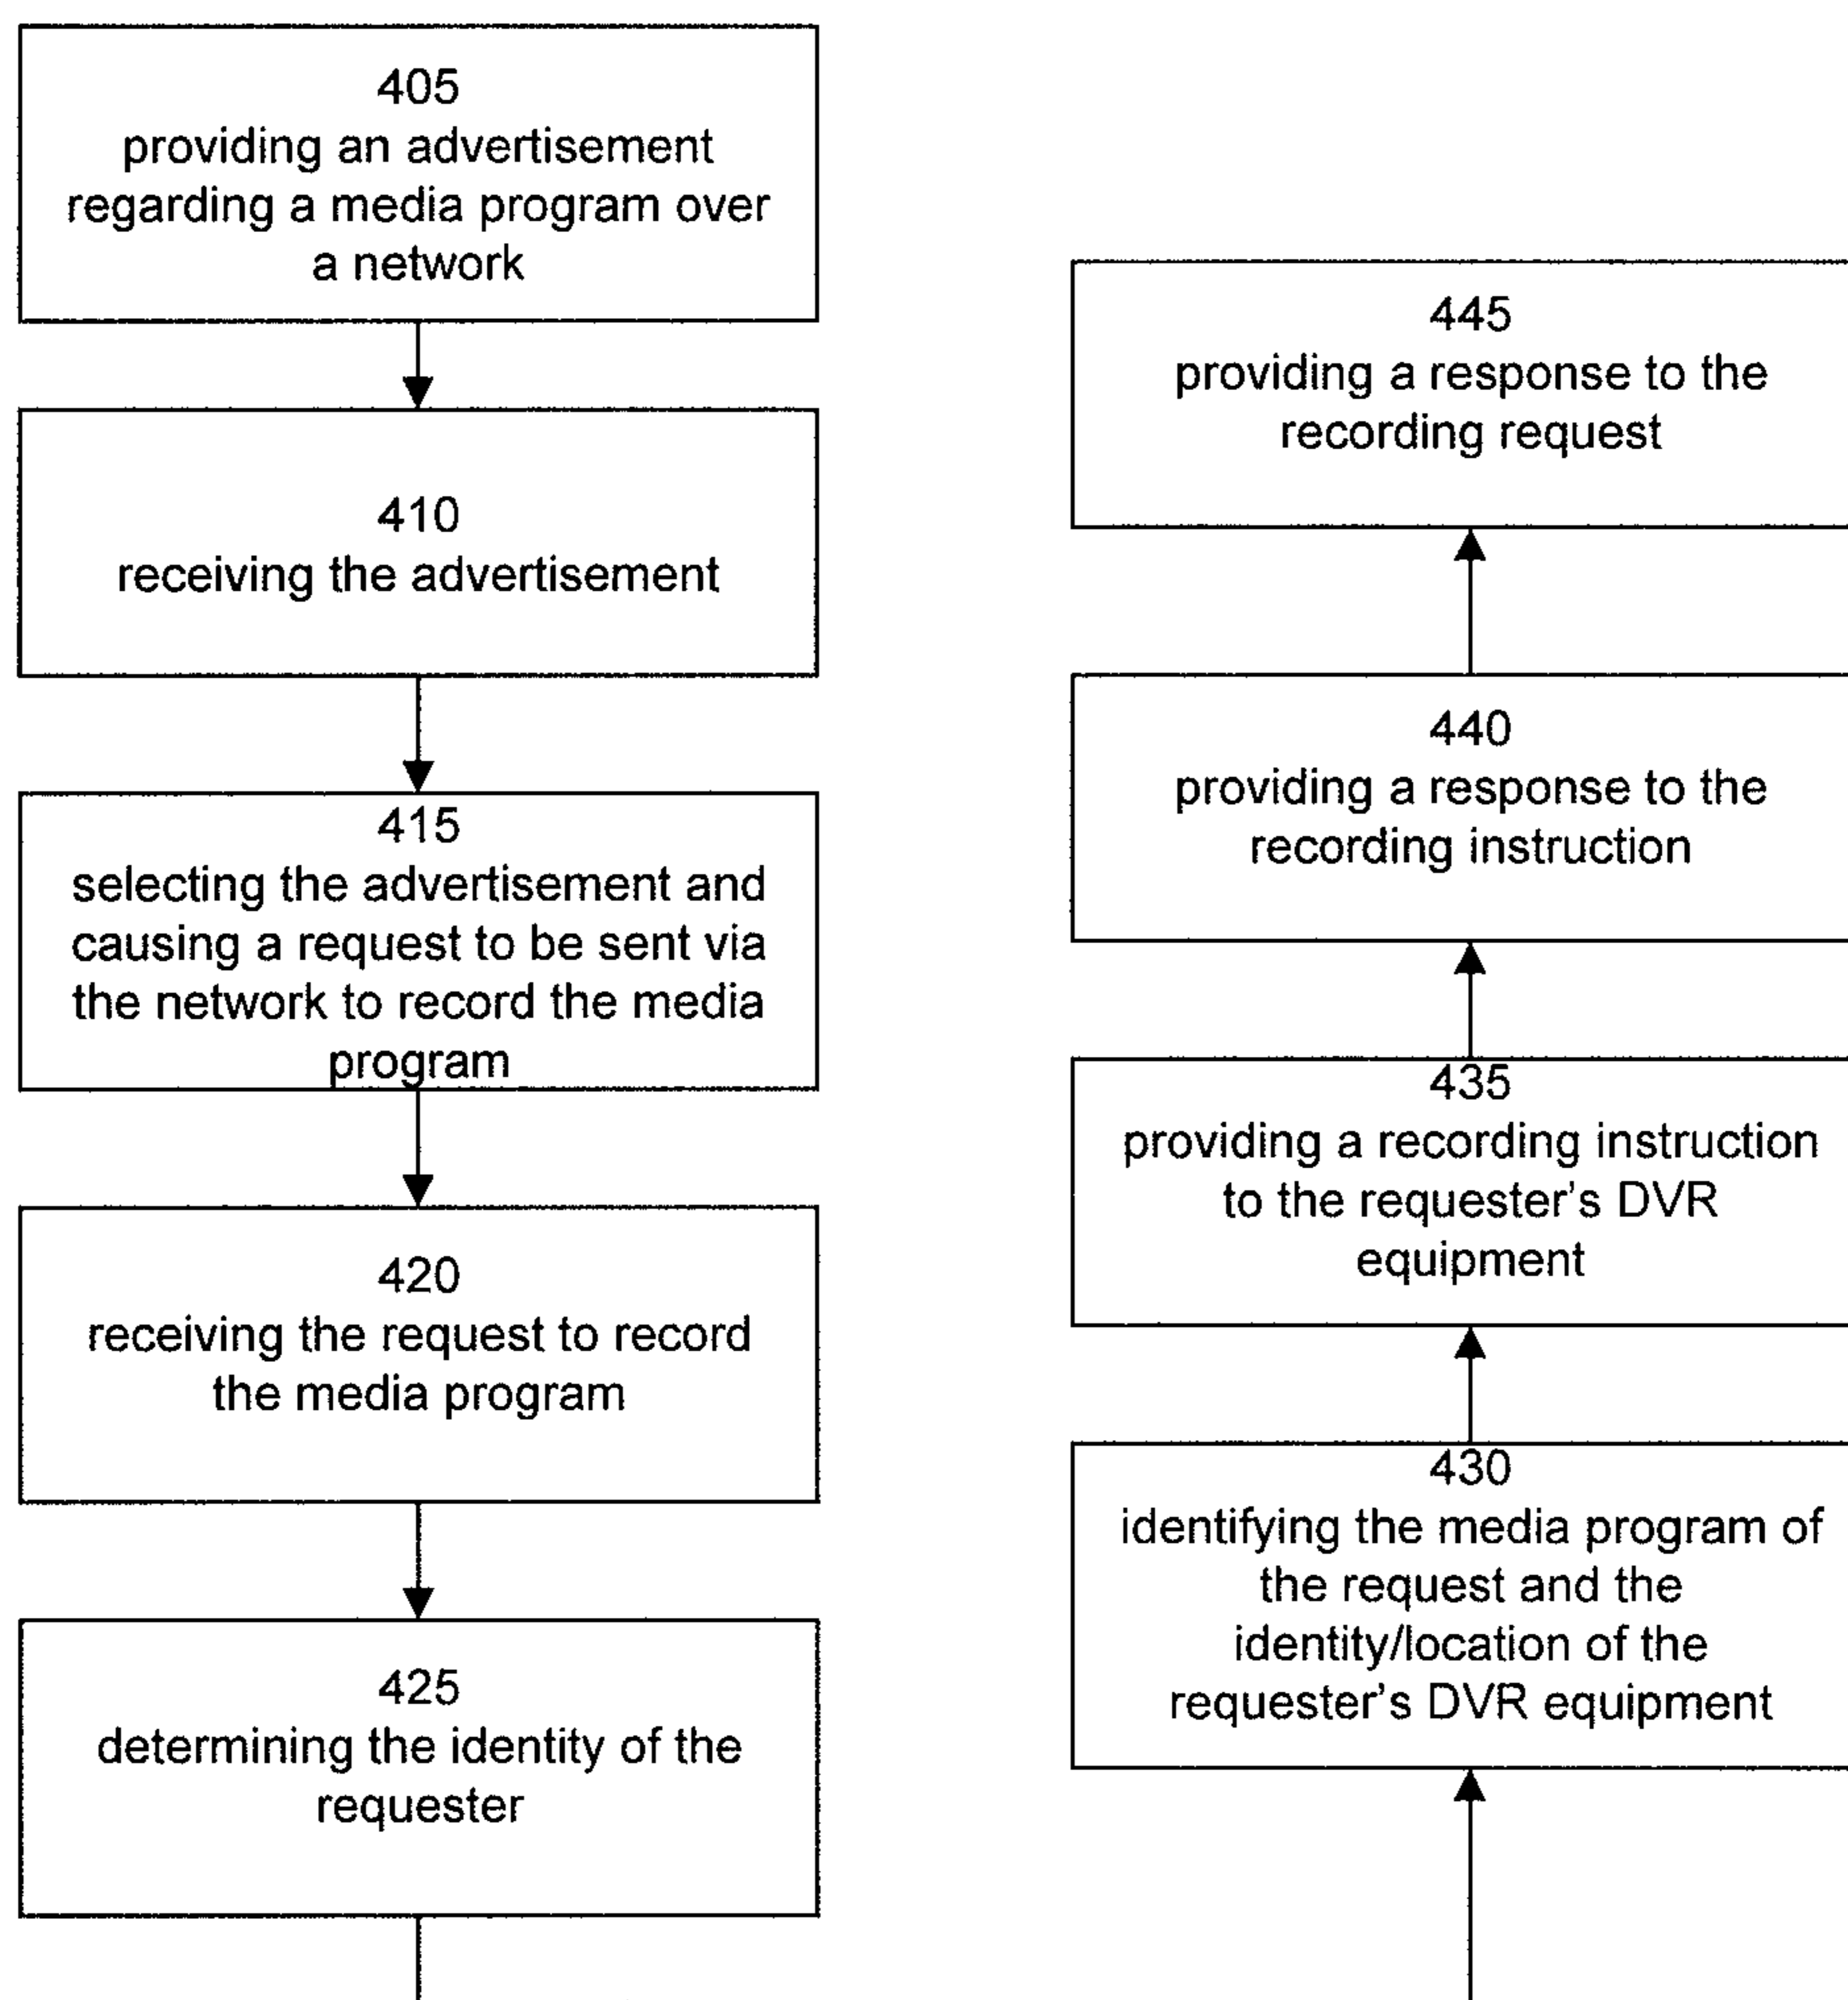 405
providing an advertisement
regarding a media program over
a network
410
receiving the advertisement
415
selecting the advertisement and
causing a request to be sent via
the network to record the media
program
420
receiving the request to record
the media program
425
determining the identity of the
requester
445
providing a response to the
recording request
440
providing a response to the
recording instruction
435
providing a recording instruction
to the requester's DVR
equipment
430
identifying the media program of
the request and the
identity/location of the
requester's DVR equipment